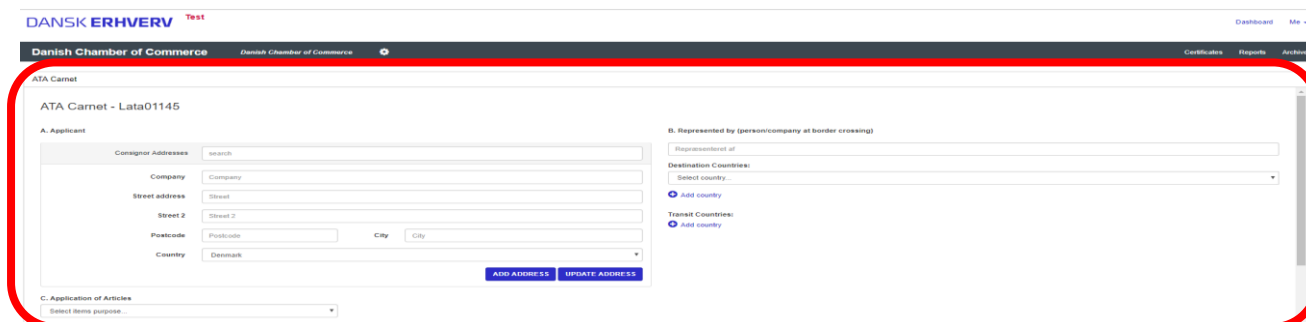 DANSK ERHVERV Test
Dashboard Me
Danish Chamber of Commerce Danish Chamber of Commerce Certificates Reports Archive
ATA Carnet
ATA Carnet - Lata01145
A. Applicant
Consignor Addresses search
Company Company
Street address Street
Street 2 Street 2
Postcode Postcode City City
Country Denmark
ADD ADDRESS UPDATE ADDRESS
B. Represented by (person/company at border crossing)
Repræsenteret af
Destination Countries:
Select country...
Add country
Transit Countries:
Add country
C. Application of Articles
Select items purpose...